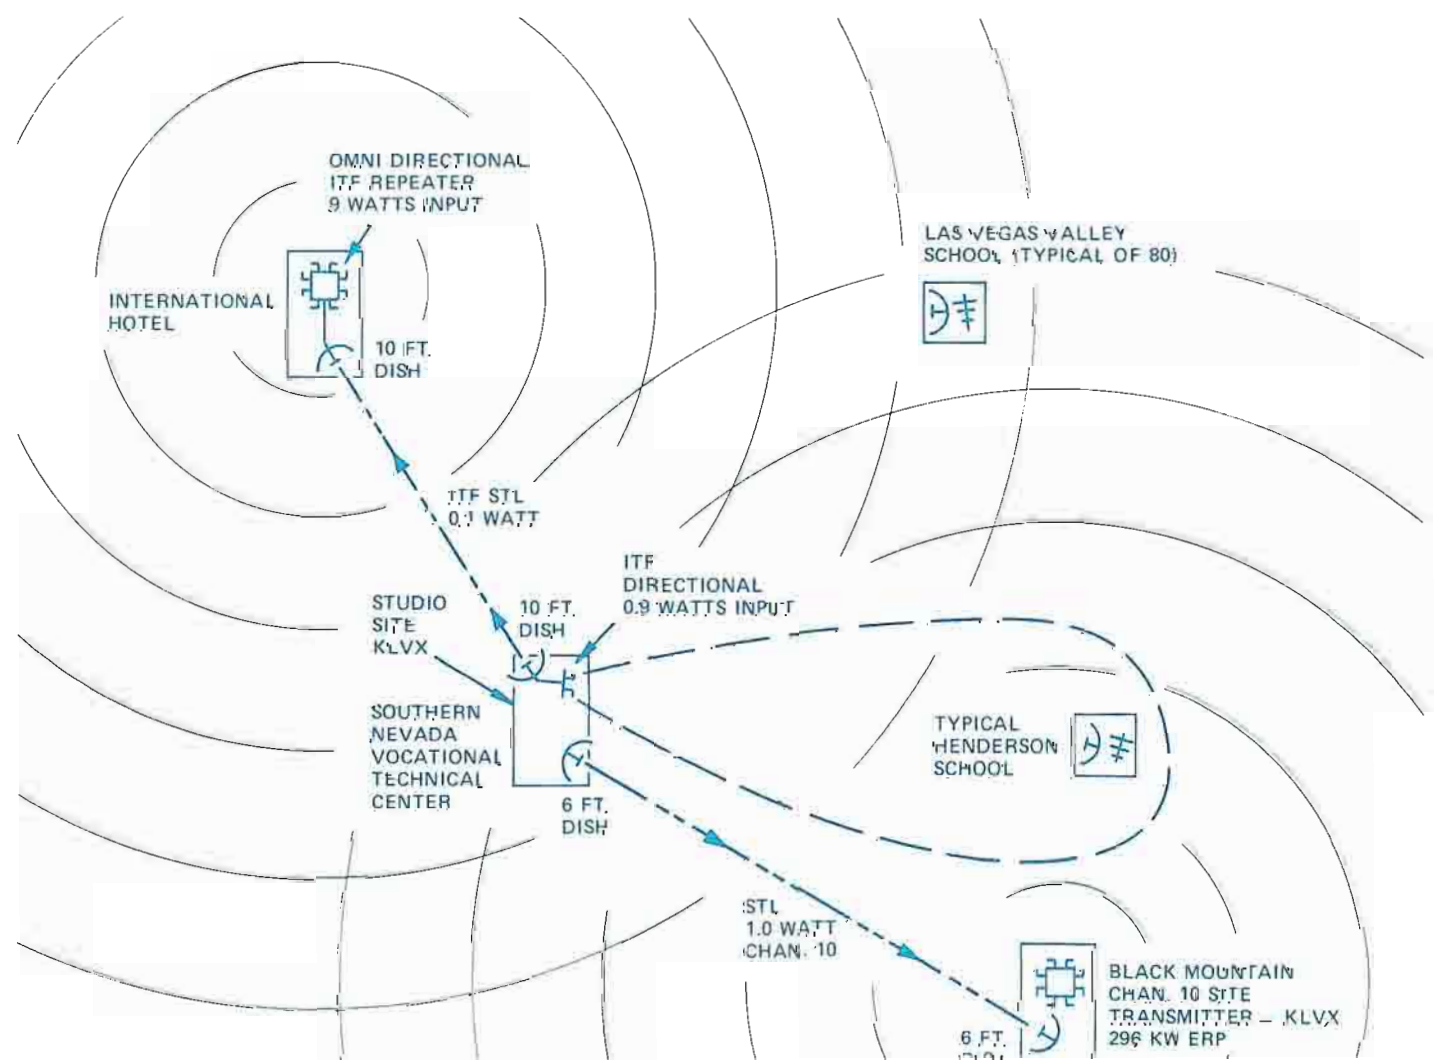 OMNI DIRECTIONAL
ITF REPEATER
9 WATTS INPUT
LAS VEGAS VALLEY
SCHOOL (TYPICAL OF 80)
INTERNATIONAL
HOTEL
10 FT.
DISH
ITF STL
0.1 WATT
ITF
DIRECTIONAL
0.9 WATTS INPUT
STUDIO
SITE
KLVX
10 FT.
DISH
SOUTHERN
NEVADA
VOCATIONAL
TECHNICAL
CENTER
TYPICAL
HENDERSON
SCHOOL
6 FT.
DISH
STL
1.0 WATT
CHAN. 10
BLACK MOUNTAIN
CHAN. 10 SITE
TRANSMITTER – KLVX
296 KW ERP
6 FT.